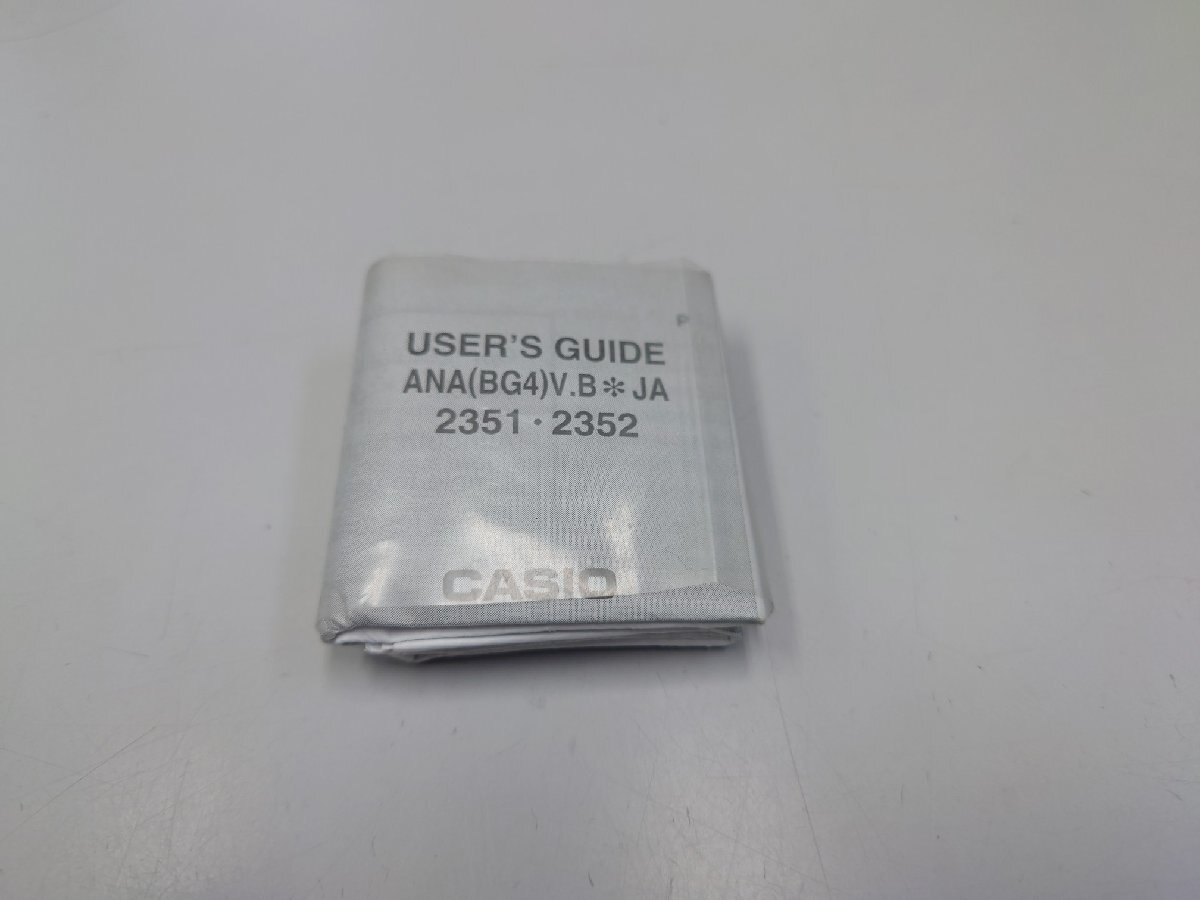 P
USER'S GUIDE
ANA(BG4)V.B✻JA
2351・2352
CASIO